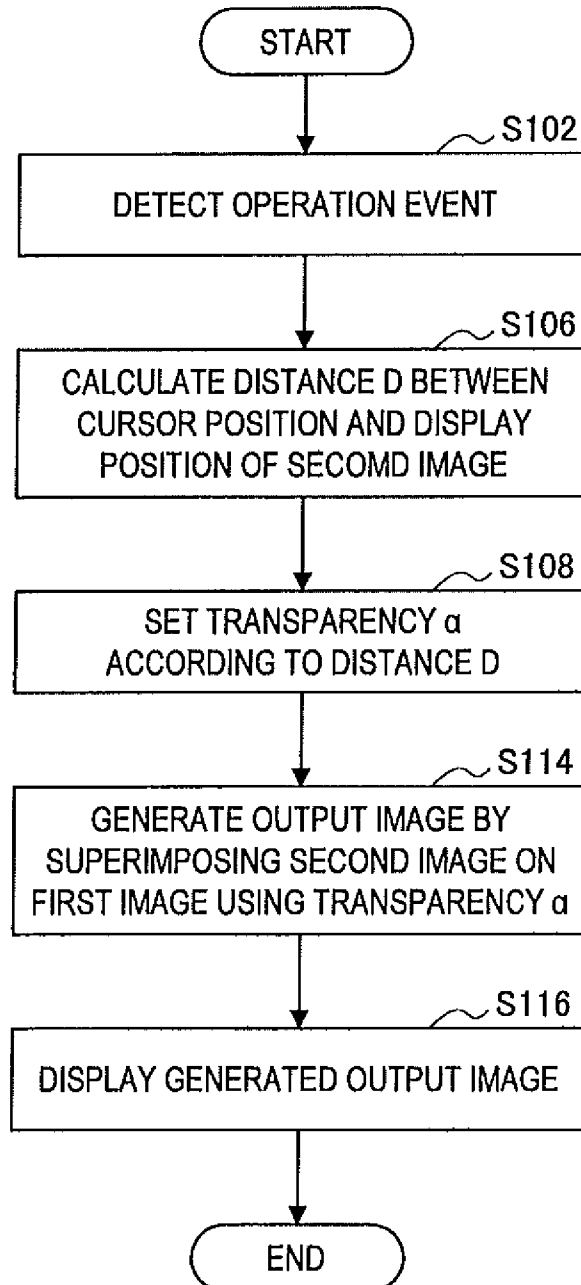 START
S102
DETECT OPERATION EVENT
S106
CALCULATE DISTANCE D BETWEEN
CURSOR POSITION AND DISPLAY
POSITION OF SECOMD IMAGE
S108
SET TRANSPARENCY α
ACCORDING TO DISTANCE D
S114
GENERATE OUTPUT IMAGE BY
SUPERIMPOSING SECOND IMAGE ON
FIRST IMAGE USING TRANSPARENCY α
S116
DISPLAY GENERATED OUTPUT IMAGE
END